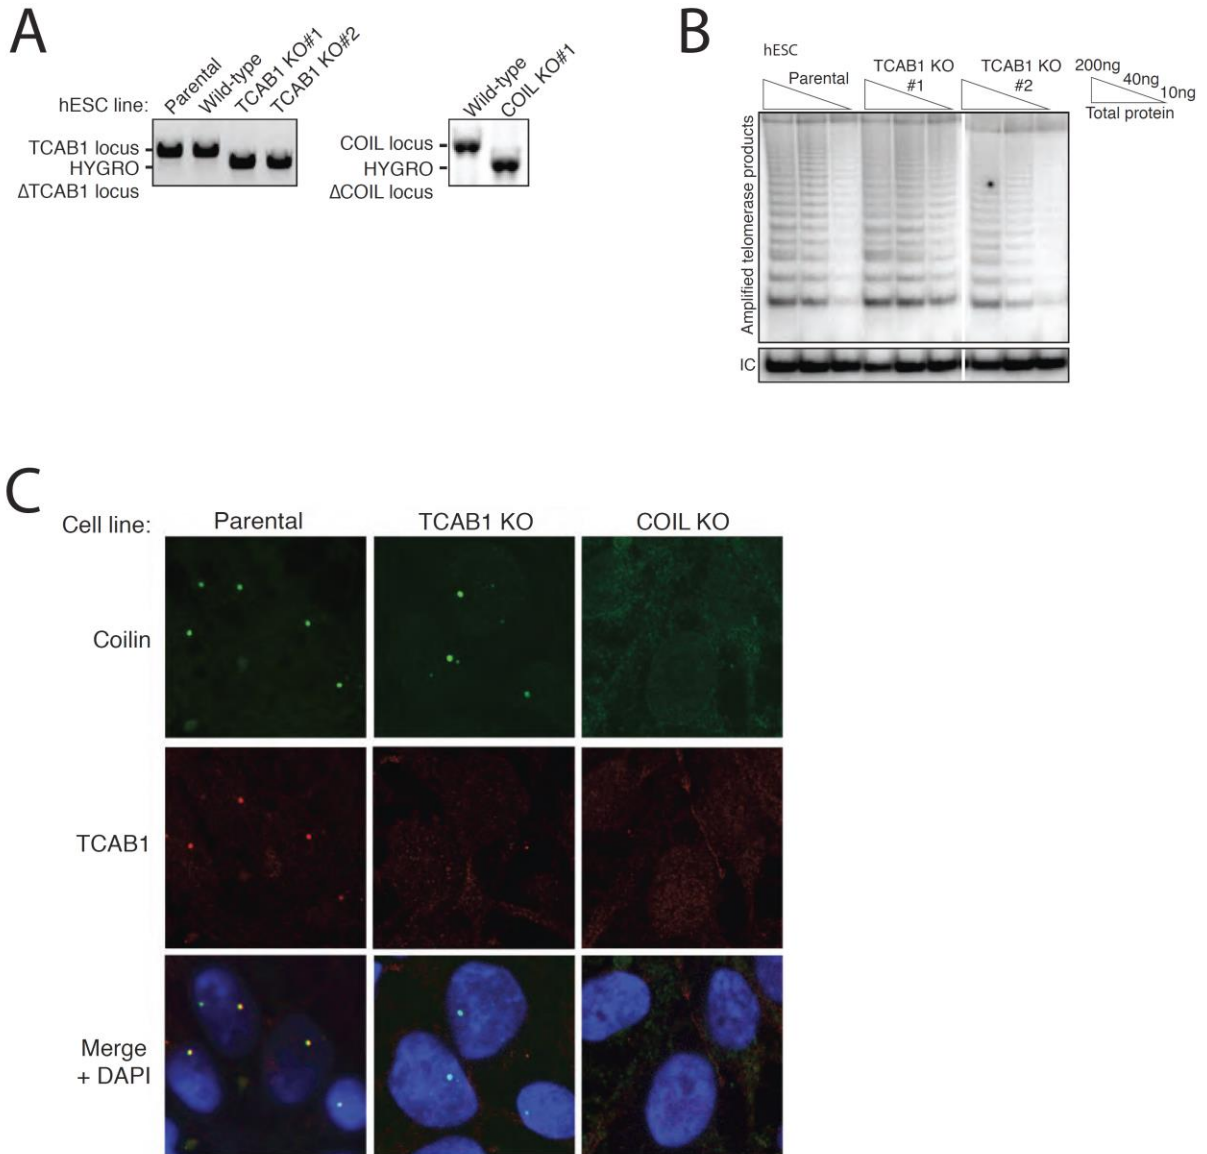 A
Parental
Wild-type
TCAB1 KO#1
TCAB1 KO#2
hESC line:
TCAB1 locus
HYGRO
ΔTCAB1 locus
Wild-type
COIL KO#1
COIL locus
HYGRO
ΔCOIL locus
B
hESC
Parental
TCAB1 KO
#1
TCAB1 KO
#2
200ng
40ng
10ng
Total protein
Amplified telomerase products
IC
C
Cell line:
Parental
TCAB1 KO
COIL KO
Coilin
TCAB1
Merge
+ DAPI